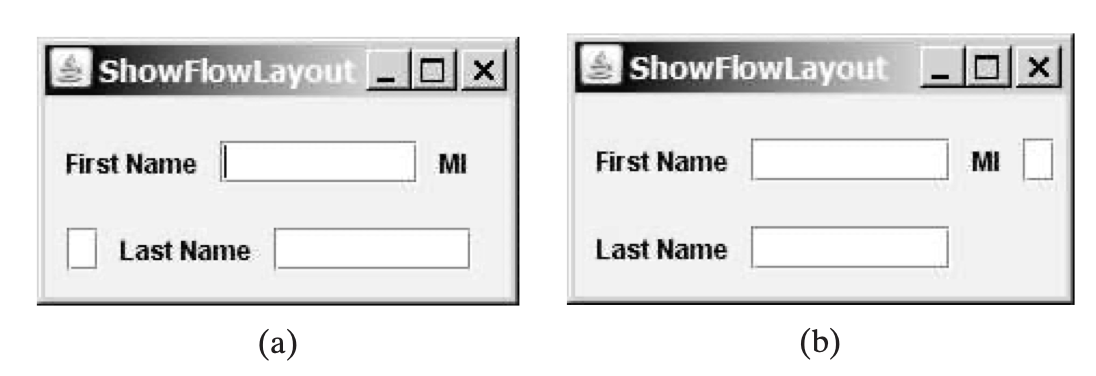 ShowFlowLayout
First Name MI
Last Name
(a)
ShowFlowLayout
First Name MI
Last Name
(b)